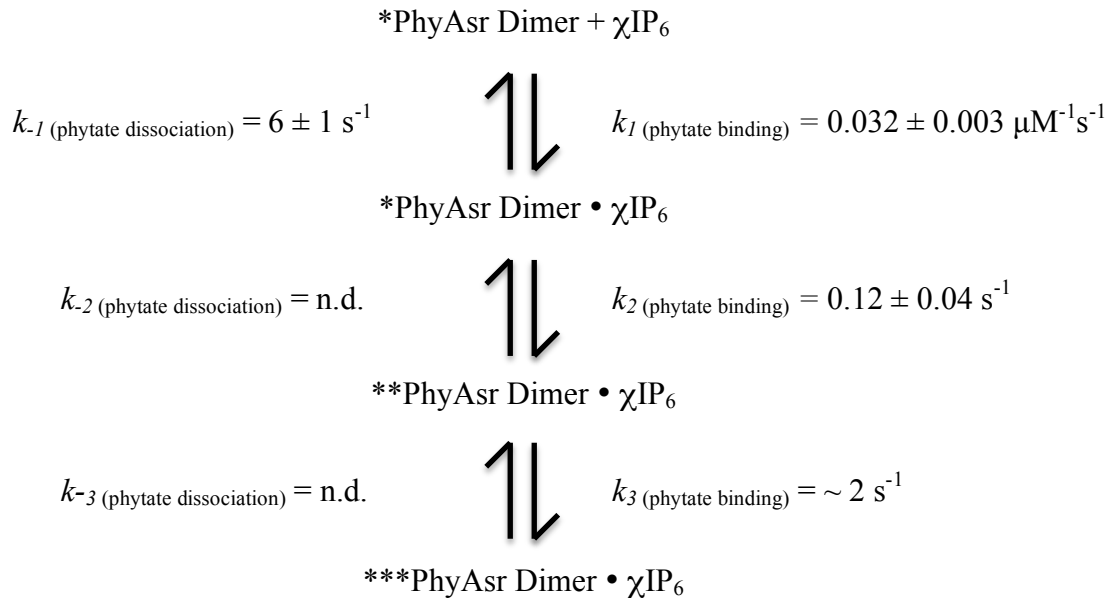 *PhyAsr Dimer + χIP₆
k₋₁ (phytate dissociation) = 6 ± 1 s⁻¹
k₁ (phytate binding) = 0.032 ± 0.003 μM⁻¹s⁻¹
*PhyAsr Dimer • χIP₆
k₋₂ (phytate dissociation) = n.d.
k₂ (phytate binding) = 0.12 ± 0.04 s⁻¹
**PhyAsr Dimer • χIP₆
k-₃ (phytate dissociation) = n.d.
k₃ (phytate binding) = ~ 2 s⁻¹
***PhyAsr Dimer • χIP₆